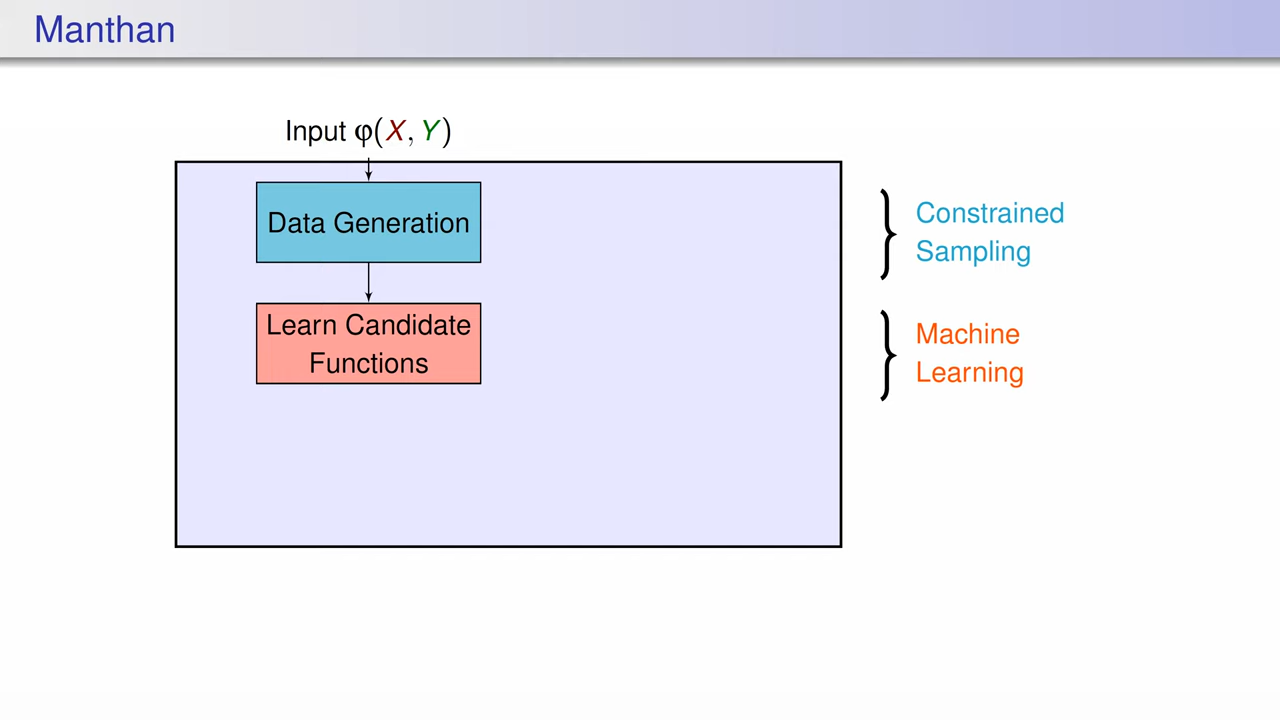 Manthan
Input φ(X, Y)
Data Generation
Constrained
Sampling
Learn Candidate
Functions
Machine
Learning